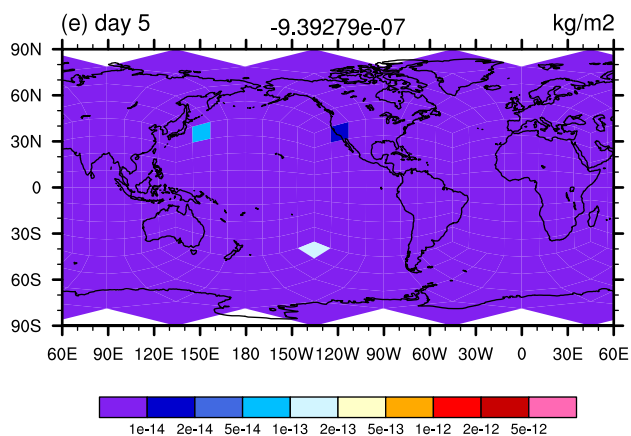 (e) day 5 -9.39279e-07 kg/m2
90N
60N
30N
0
30S
60S
90S
60E 90E 120E 150E 180 150W 120W 90W 60W 30W 0 30E 60E
1e-14 2e-14 5e-14 1e-13 2e-13 5e-13 1e-12 2e-12 5e-12